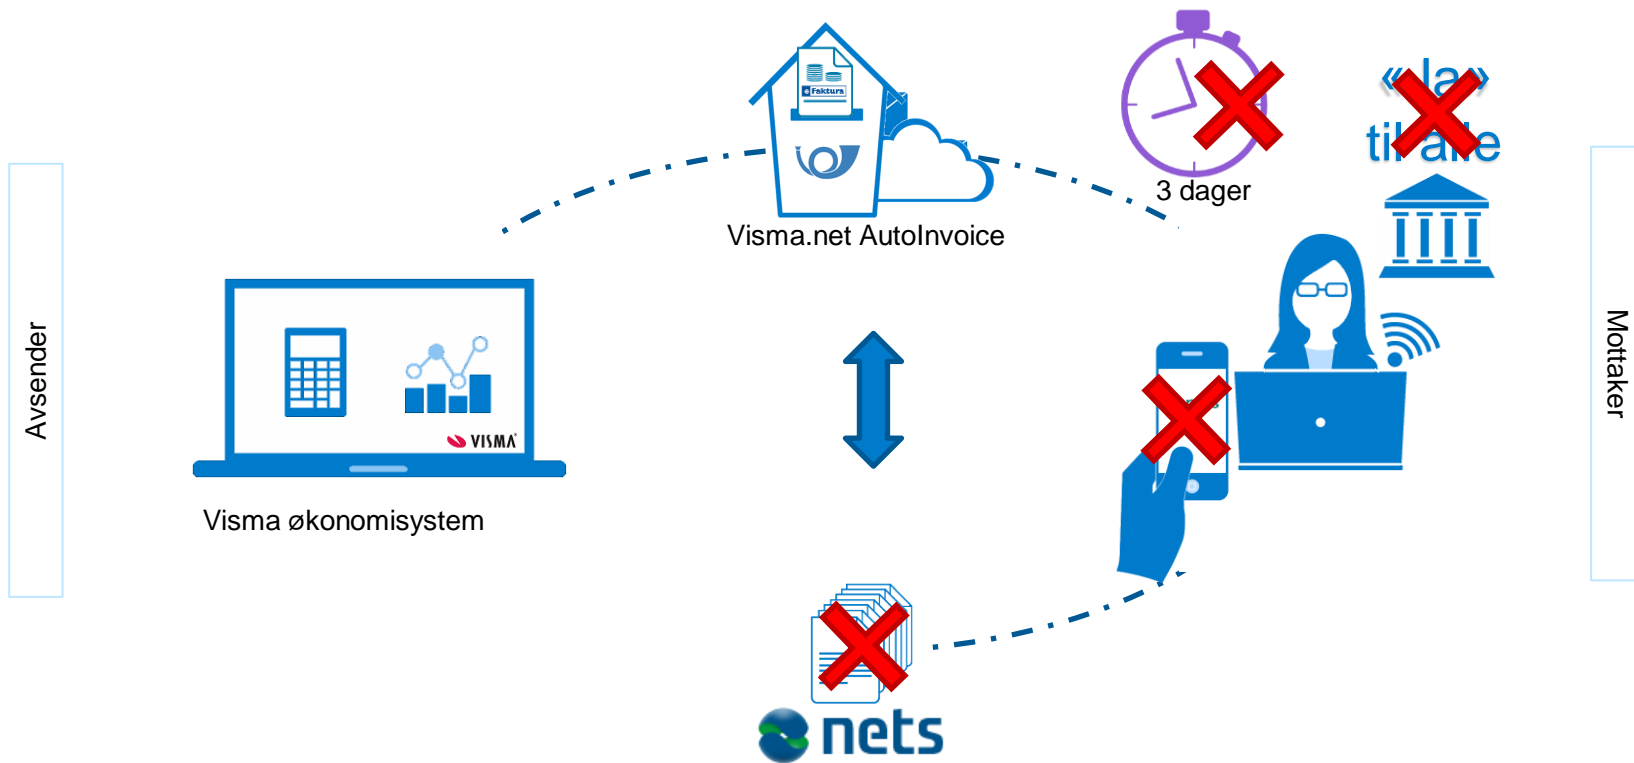 e Faktura
«Ja»
til alle
3 dager
Visma.net AutoInvoice
Avsender
Mottaker
VISMA
Visma økonomisystem
nets